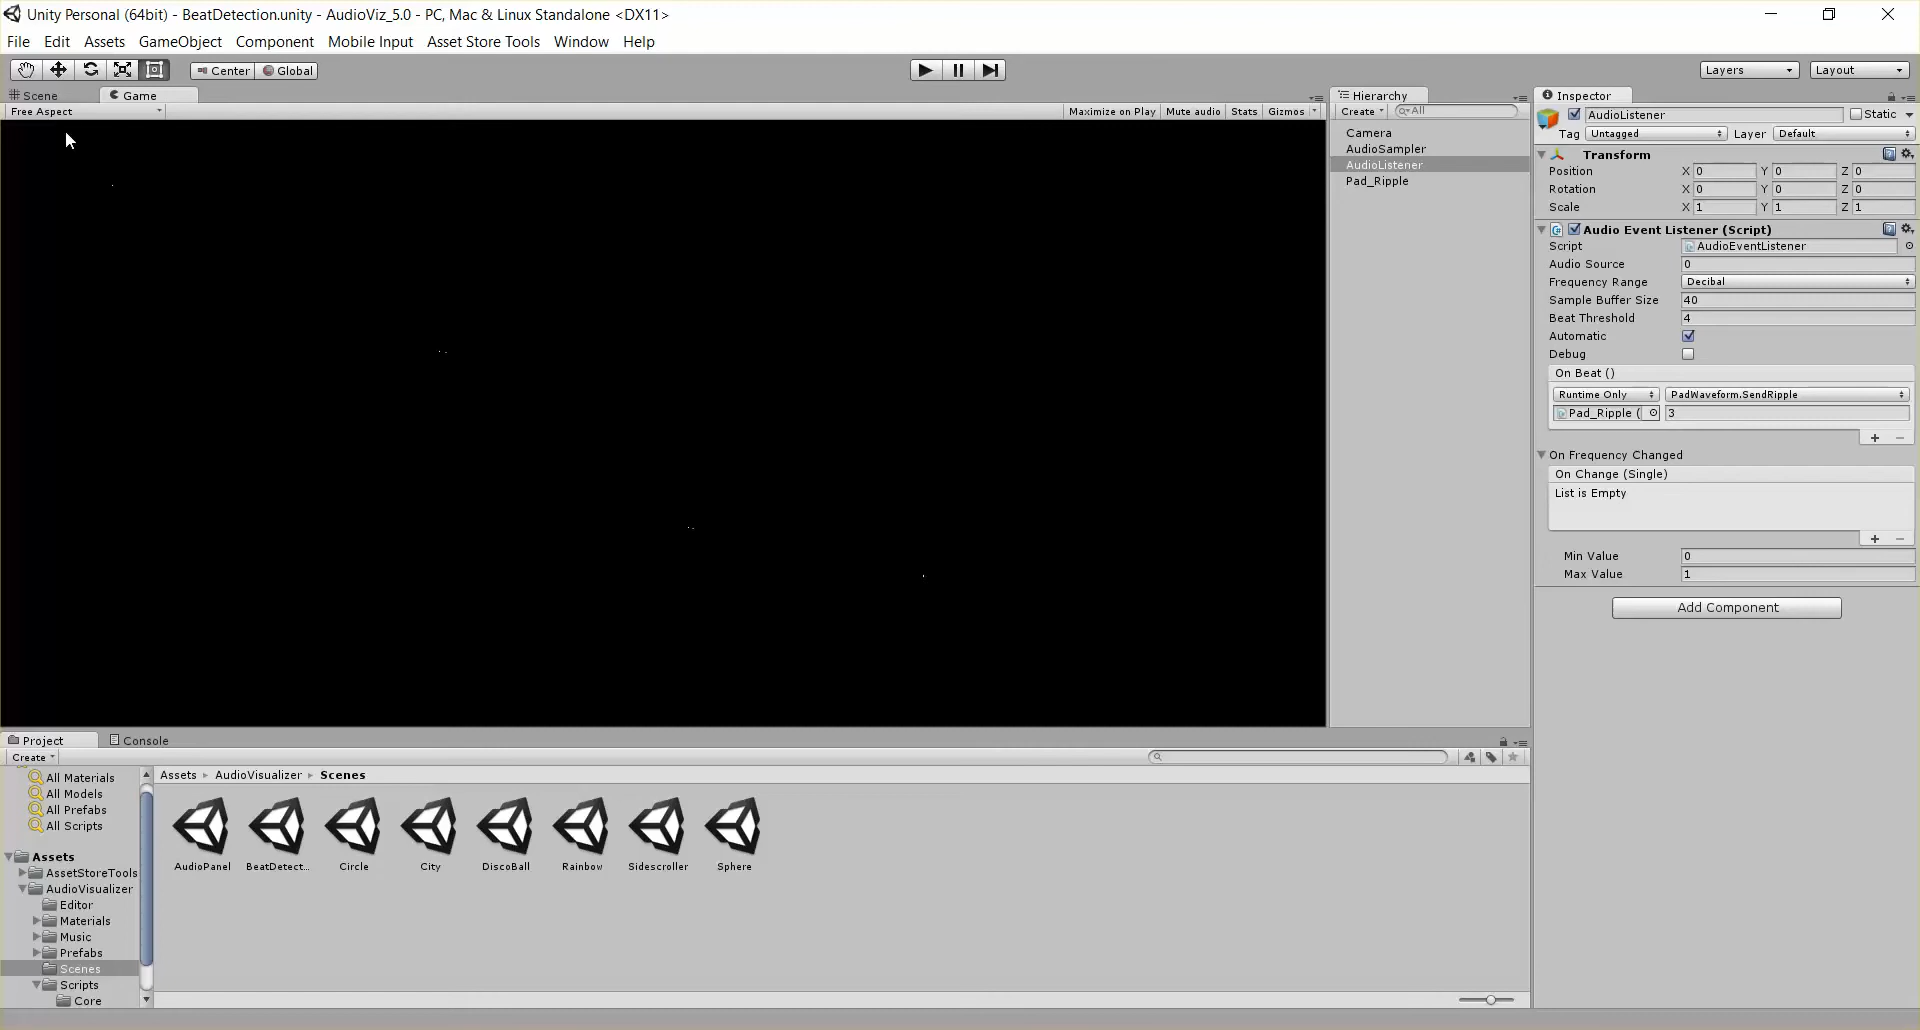 Unity Personal (64bit) - BeatDetection.unity - AudioViz_5.0 - PC, Mac & Linux Standalone <DX11>
File Edit Assets GameObject Component Mobile Input Asset Store Tools Window Help
Center Global Layers Layout
Scene Game
Free Aspect Maximize on Play Mute audio Stats Gizmos
Hierarchy
Create All
Camera
AudioSampler
AudioListener
Pad_Ripple
Inspector
AudioListener Static
Tag Untagged Layer Default
Transform
Position X 0 Y 0 Z 0
Rotation X 0 Y 0 Z 0
Scale X 1 Y 1 Z 1
Audio Event Listener (Script)
Script AudioEventListener
Audio Source 0
Frequency Range Decibal
Sample Buffer Size 40
Beat Threshold 4
Automatic
Debug
On Beat ()
Runtime Only PadWaveform.SendRipple
Pad_Ripple ( 3
+ −
On Frequency Changed
On Change (Single)
List is Empty
+ −
Min Value 0
Max Value 1
Add Component
Project Console
Create
All Materials
All Models
All Prefabs
All Scripts
Assets
AssetStoreTools
AudioVisualizer
Editor
Materials
Music
Prefabs
Scenes
Scripts
Core
Assets AudioVisualizer Scenes
AudioPanel BeatDetect... Circle City DiscoBall Rainbow Sidescroller Sphere